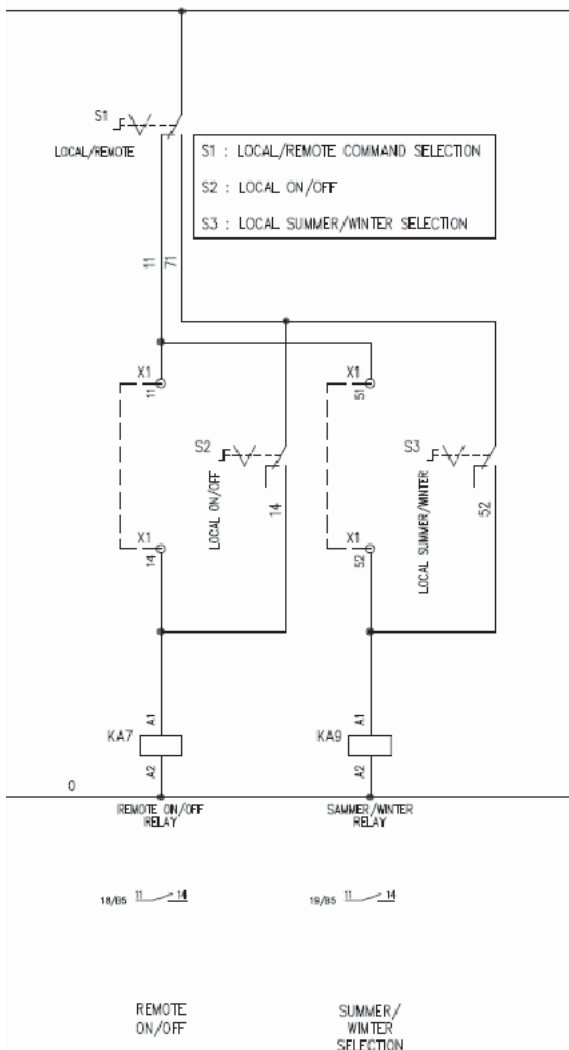 S1
LOCAL/REMOTE
S1 : LOCAL/REMOTE COMMAND SELECTION
S2 : LOCAL ON/OFF
S3 : LOCAL SUMMER/WINTER SELECTION
11
71
X1
11
X1
51
S2
LOCAL ON/OFF
14
S3
LOCAL SUMMER/WINTER
52
X1
14
X1
52
A1
KA7
A2
A1
KA9
A2
0
REMOTE ON/OFF
RELAY
SAMMER/WINTER
RELAY
18/B5 11 14
19/B5 11 14
REMOTE
ON/OFF
SUMMER/
WIMTER
SELECTION